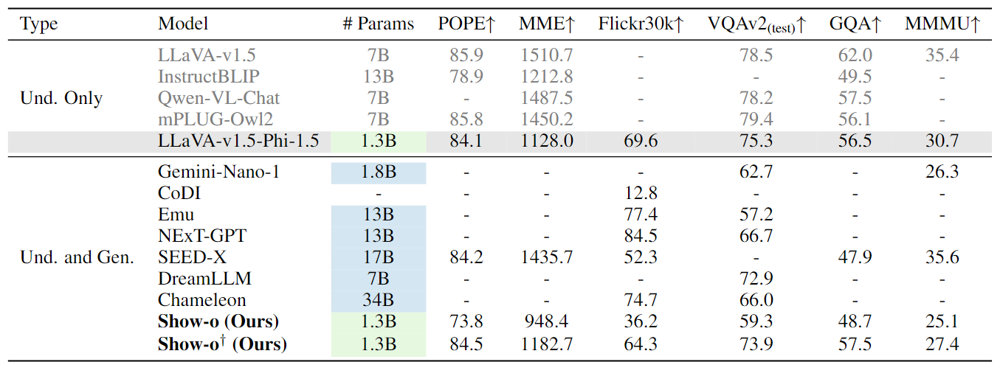 Type Model # Params POPE↑ MME↑ Flickr30k↑ VQAv2(test)↑ GQA↑ MMMU↑
LLaVA-v1.5 7B 85.9 1510.7 - 78.5 62.0 35.4
InstructBLIP 13B 78.9 1212.8 - - 49.5 -
Und. Only Qwen-VL-Chat 7B - 1487.5 - 78.2 57.5 -
mPLUG-Owl2 7B 85.8 1450.2 - 79.4 56.1 -
LLaVA-v1.5-Phi-1.5 1.3B 84.1 1128.0 69.6 75.3 56.5 30.7
Gemini-Nano-1 1.8B - - - 62.7 - 26.3
CoDI - - - 12.8 - - -
Emu 13B - - 77.4 57.2 - -
NExT-GPT 13B - - 84.5 66.7 - -
Und. and Gen. SEED-X 17B 84.2 1435.7 52.3 - 47.9 35.6
DreamLLM 7B - - - 72.9 - -
Chameleon 34B - - 74.7 66.0 - -
Show-o (Ours) 1.3B 73.8 948.4 36.2 59.3 48.7 25.1
Show-o† (Ours) 1.3B 84.5 1182.7 64.3 73.9 57.5 27.4